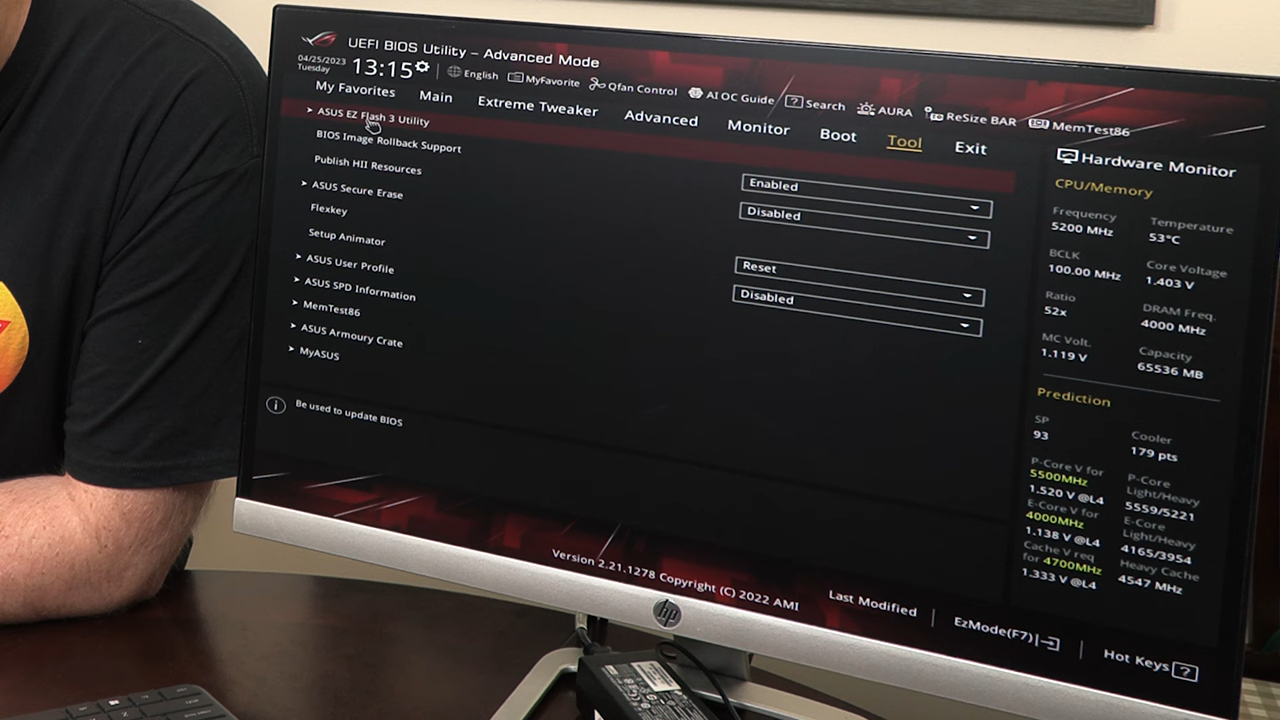 UEFI BIOS Utility – Advanced Mode
04/25/2023
Tuesday
13:15
English
MyFavorite
Qfan Control
AI OC Guide
? Search
AURA
ReSize BAR
MemTest86
My Favorites
Main
Extreme Tweaker
Advanced
Monitor
Boot
Tool
Exit
ASUS EZ Flash 3 Utility
BIOS Image Rollback Support
Enabled
Publish HII Resources
Disabled
ASUS Secure Erase
Flexkey
Reset
Setup Animator
Disabled
ASUS User Profile
ASUS SPD Information
MemTest86
ASUS Armoury Crate
MyASUS
i Be used to update BIOS
Hardware Monitor
CPU/Memory
Frequency
5200 MHz
Temperature
53°C
BCLK
100.00 MHz
Core Voltage
1.403 V
Ratio
52x
DRAM Freq.
4000 MHz
MC Volt.
1.119 V
Capacity
65536 MB
Prediction
SP
93
Cooler
179 pts
P-Core V for
5500MHz
1.520 V @L4
P-Core
Light/Heavy
5559/5221
E-Core V for
4000MHz
1.138 V @L4
E-Core
Light/Heavy
4165/3954
Cache V req
for 4700MHz
1.333 V @L4
Heavy Cache
4547 MHz
Version 2.21.1278 Copyright (C) 2022 AMI
Last Modified
EzMode(F7)
Hot Keys ?
hp